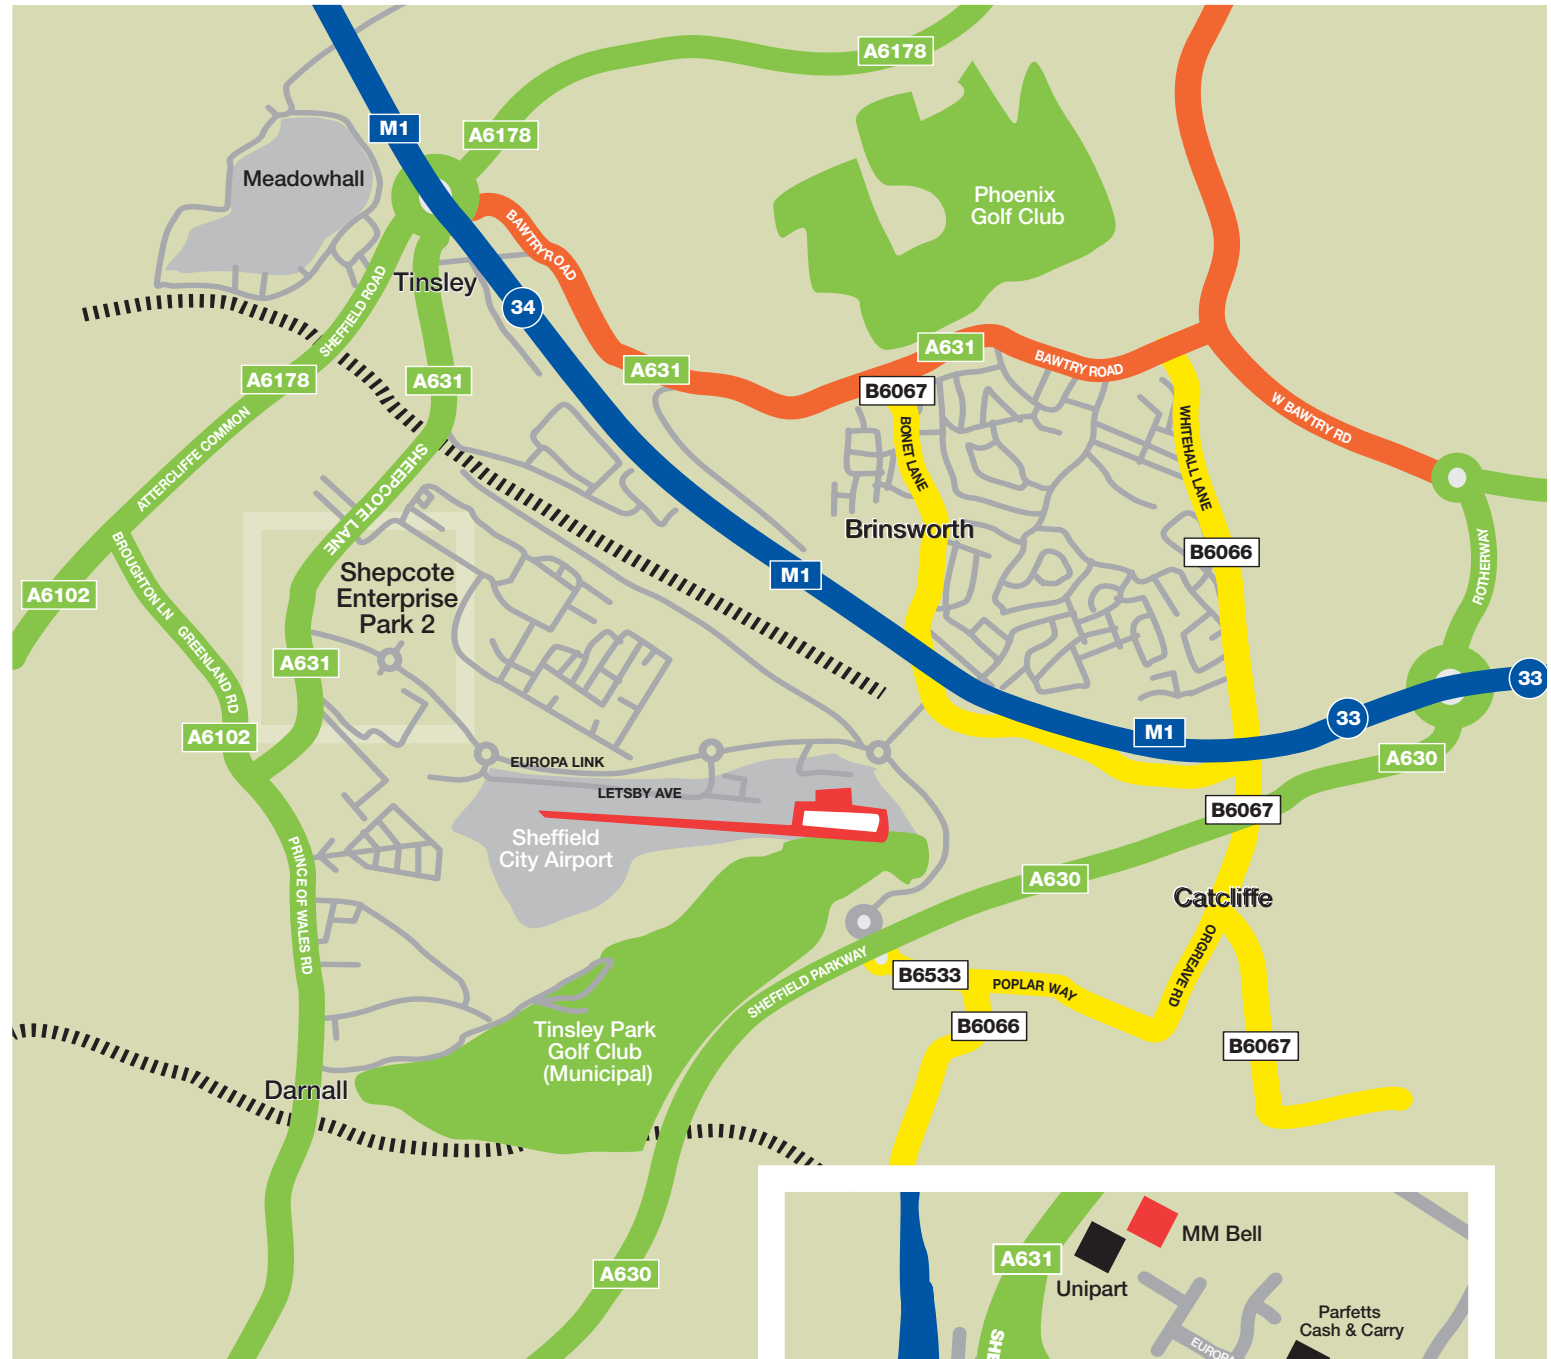 A6178
M1
A6178
Meadowhall
Phoenix
Golf Club
BAWTRY ROAD
Tinsley
34
SHEFFIELD ROAD
A631
BAWTRY ROAD
A631
A6178
A631
B6067
W BAWTRY RD
WHITEHALL LANE
BONET LANE
ATTERCLIFFE COMMON
SHEEPCOTE LANE
Brinsworth
B6066
ROTHERWAY
BROUGHTON LN
M1
Shepcote
Enterprise
Park 2
A6102
GREENLAND RD
A631
33
33
A6102
M1
A630
EUROPA LINK
LETSBY AVE
B6067
Sheffield
City Airport
PRINCE OF WALES RD
A630
Catcliffe
ORGREAVE RD
SHEFFIELD PARKWAY
B6533
POPLAR WAY
B6066
Tinsley Park
Golf Club
(Municipal)
B6067
Darnall
MM Bell
A631
Unipart
A630
Parfetts
Cash & Carry
SHE
EUROPA